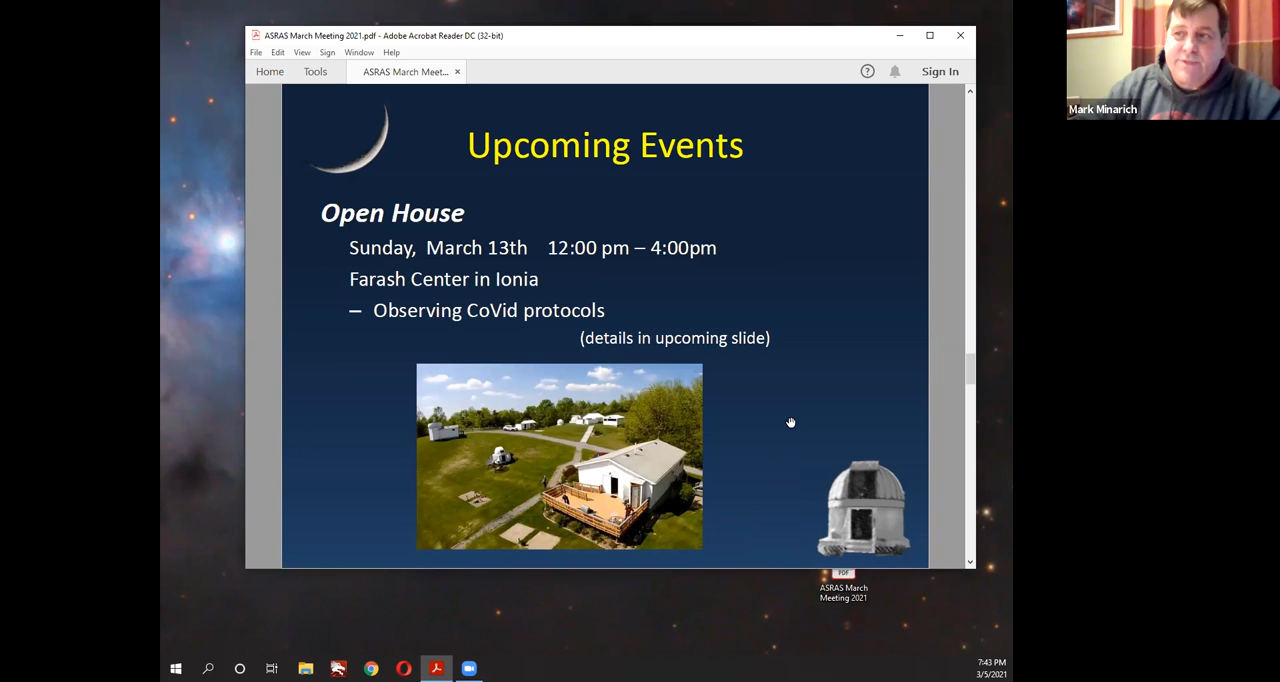 ASRAS March Meeting 2021.pdf - Adobe Acrobat Reader DC (32-bit)
File Edit View Sign Window Help
Home Tools ASRAS March Meet... × Sign In
Mark Minarich
Upcoming Events
Open House
Sunday, March 13th 12:00 pm – 4:00pm
Farash Center in Ionia
– Observing CoVid protocols
(details in upcoming slide)
PDF
ASRAS March
Meeting 2021
7:43 PM
3/5/2021